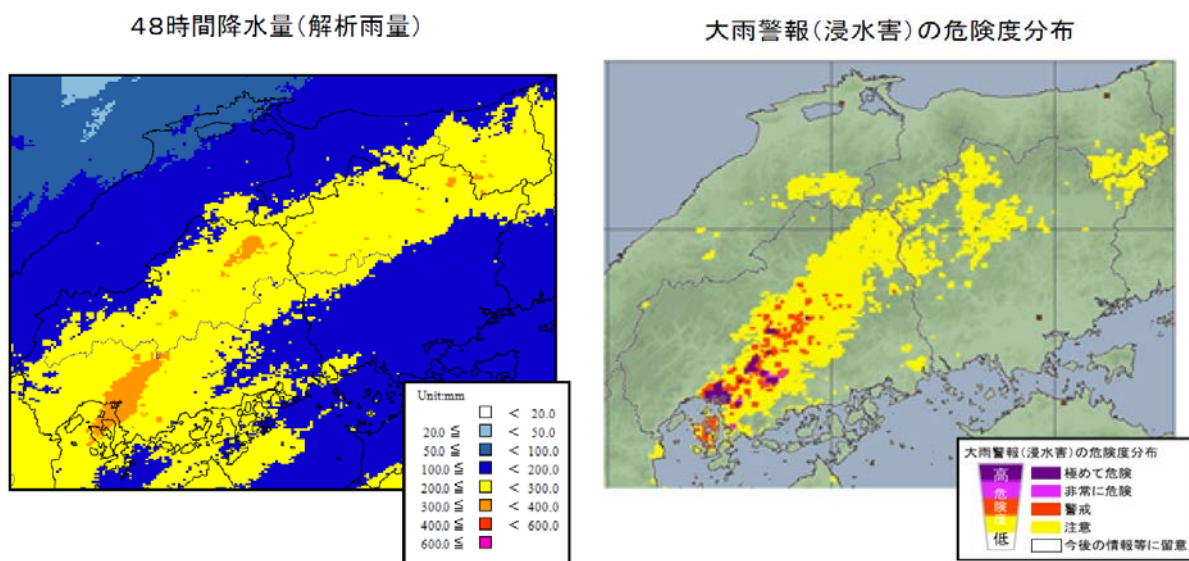 48時間降水量(解析雨量)
大雨警報(浸水害)の危険度分布
Unit:mm
< 20.0
20.0 ≦ < 50.0
50.0 ≦ < 100.0
100.0 ≦ < 200.0
200.0 ≦ < 300.0
300.0 ≦ < 400.0
400.0 ≦ < 600.0
600.0 ≦
大雨警報(浸水害)の危険度分布
高
危険度
低
極めて危険
非常に危険
警戒
注意
今後の情報等に留意